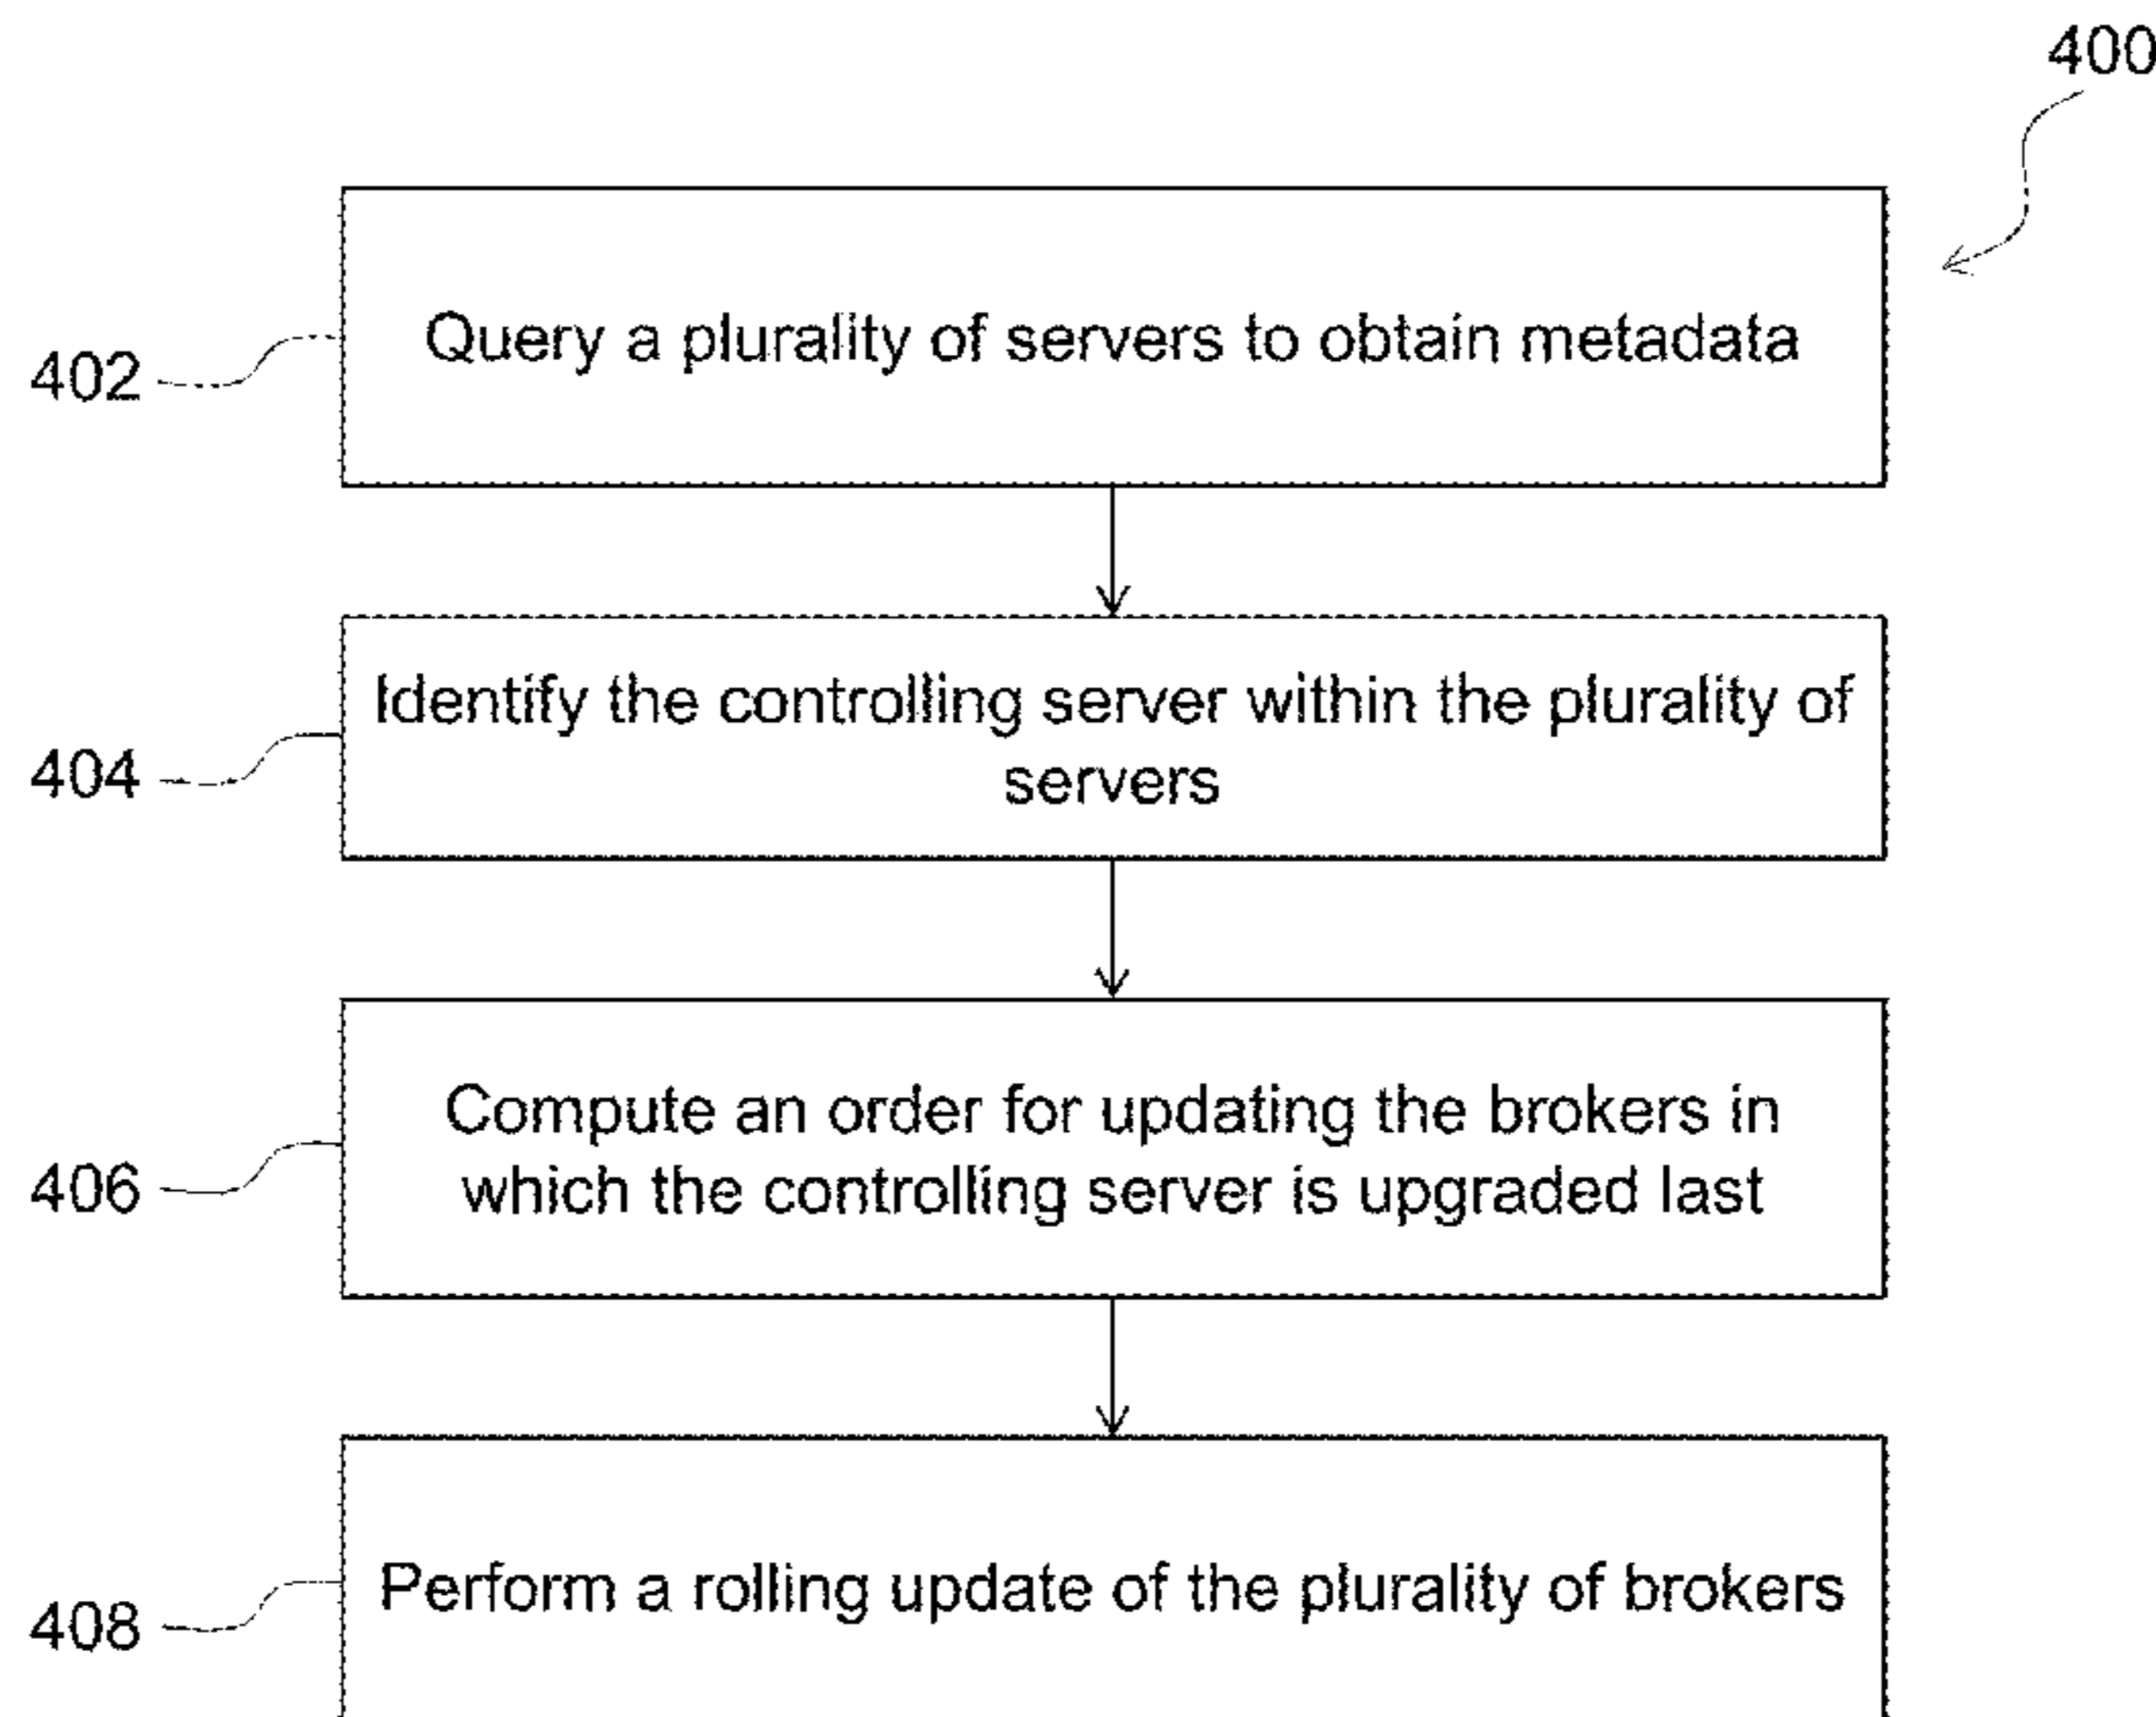 400
402
Query a plurality of servers to obtain metadata
404
Identify the controlling server within the plurality of
servers
406
Compute an order for updating the brokers in
which the controlling server is upgraded last
408
Perform a rolling update of the plurality of brokers